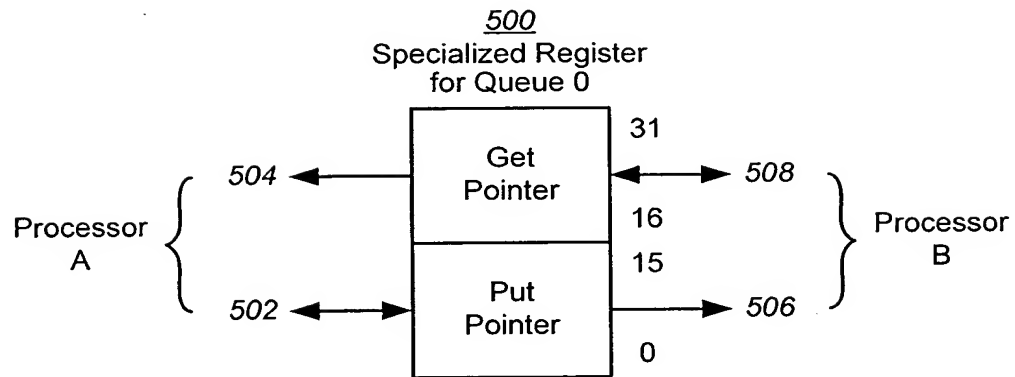 500
Specialized Register
for Queue 0
31
Get
Pointer
504
508
16
Processor
A
Processor
B
15
Put
Pointer
502
506
0